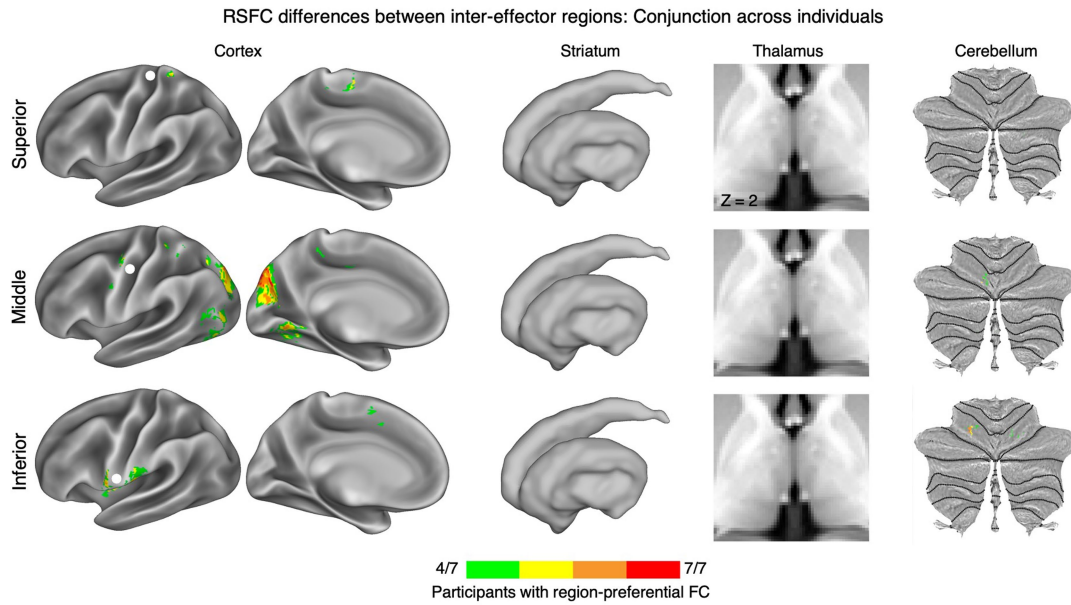 RSFC differences between inter-effector regions: Conjunction across individuals
Cortex
Striatum
Thalamus
Cerebellum
Superior
Z = 2
Middle
Inferior
4/7
7/7
Participants with region-preferential FC